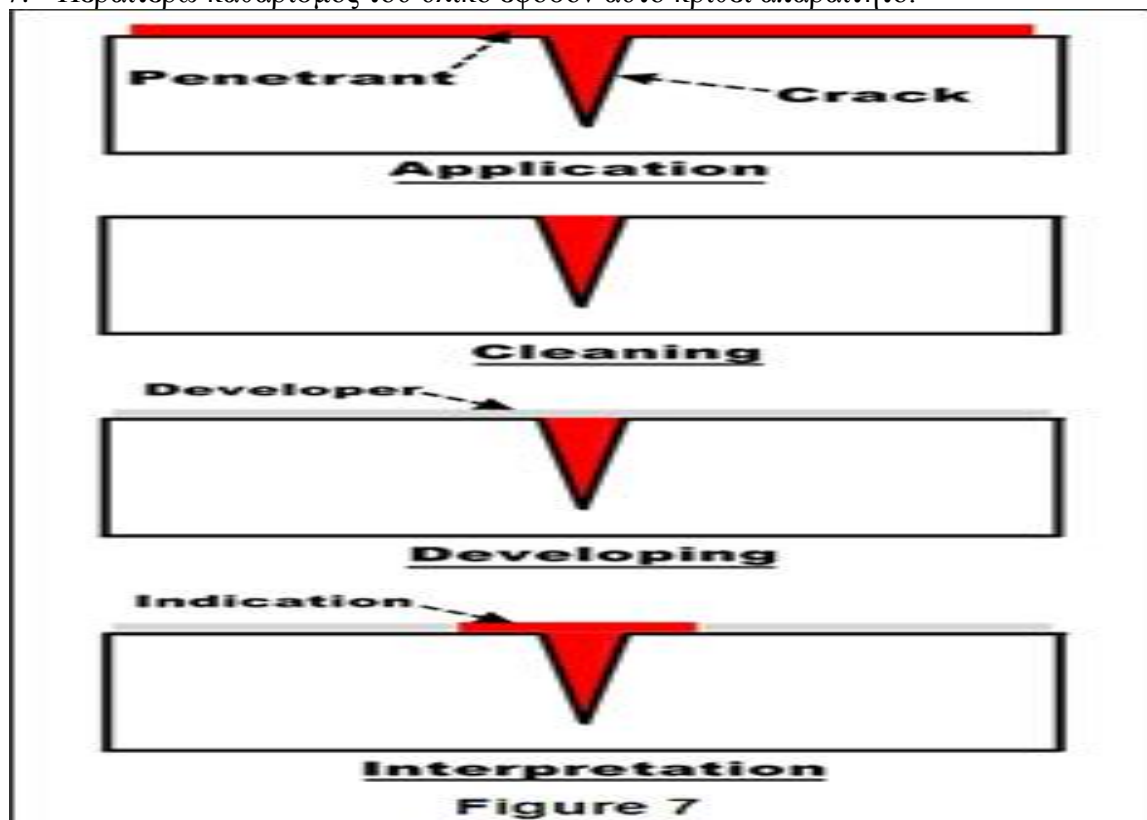 Penetrant
Crack
Application
Cleaning
Developer
Developing
Indication
Interpretation
Figure 7